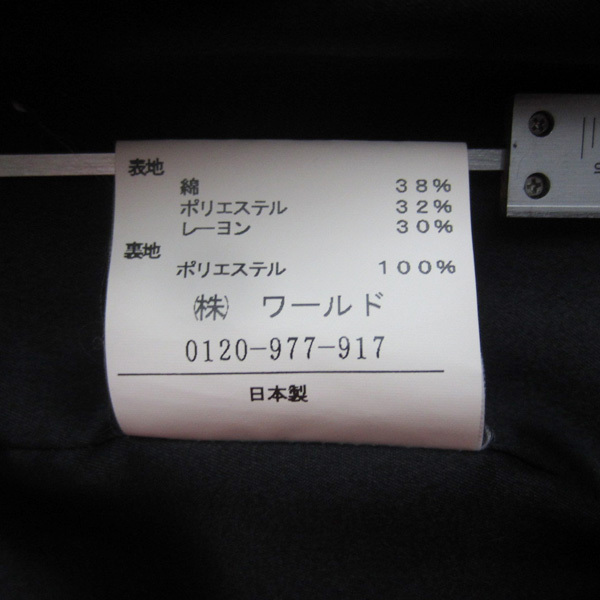 表地
綿 38%
ポリエステル 32%
レーヨン 30%
裏地
ポリエステル 100%
㈱ ワールド
0120-977-917
日本製
5